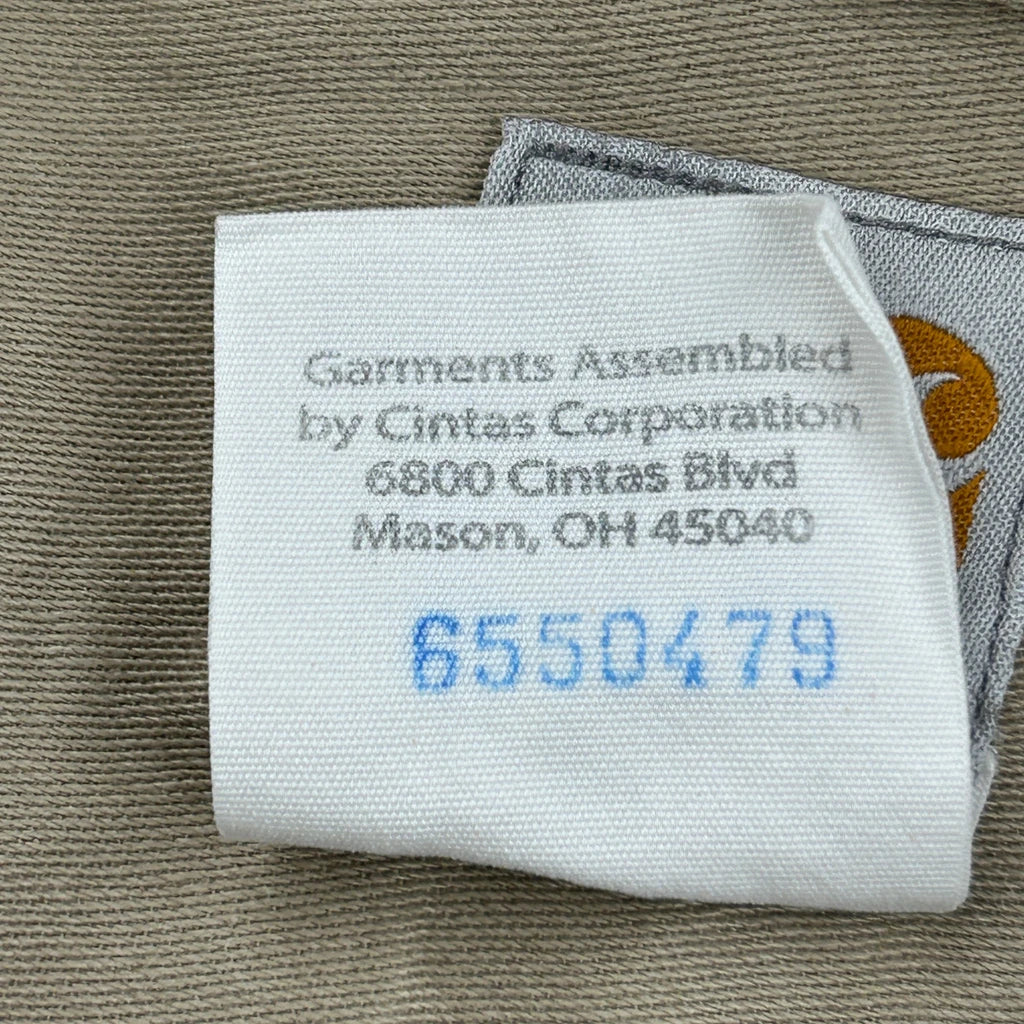 Garments Assembled
by Cintas Corporation
6800 Cintas Blvd
Mason, OH 45040
6550479